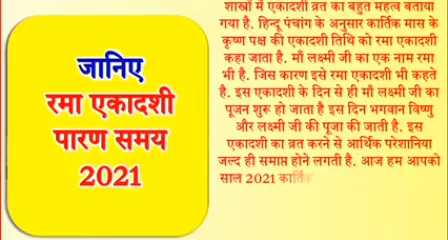 जानिए
रमा एकादशी
पारण समय
2021
शास्त्रों में एकादशी व्रत का बहुत महत्व बताया
गया है. हिन्दू पंचांग के अनुसार कार्तिक मास के
कृष्ण पक्ष की एकादशी तिथि को रमा एकादशी
कहा जाता है. माँ लक्ष्मी जी का एक नाम रमा
भी है. जिस कारण इसे रमा एकादशी भी कहते
है. इस एकादशी के दिन से ही माँ लक्ष्मी जी का
पूजन शुरू हो जाता है इस दिन भगवान विष्णु
और लक्ष्मी जी की पूजा की जाती है. इस
एकादशी का व्रत करने से आर्थिक परेशानिया
जल्द ही समाप्त होने लगती है. आज हम आपको
साल 2021 कार्तिक